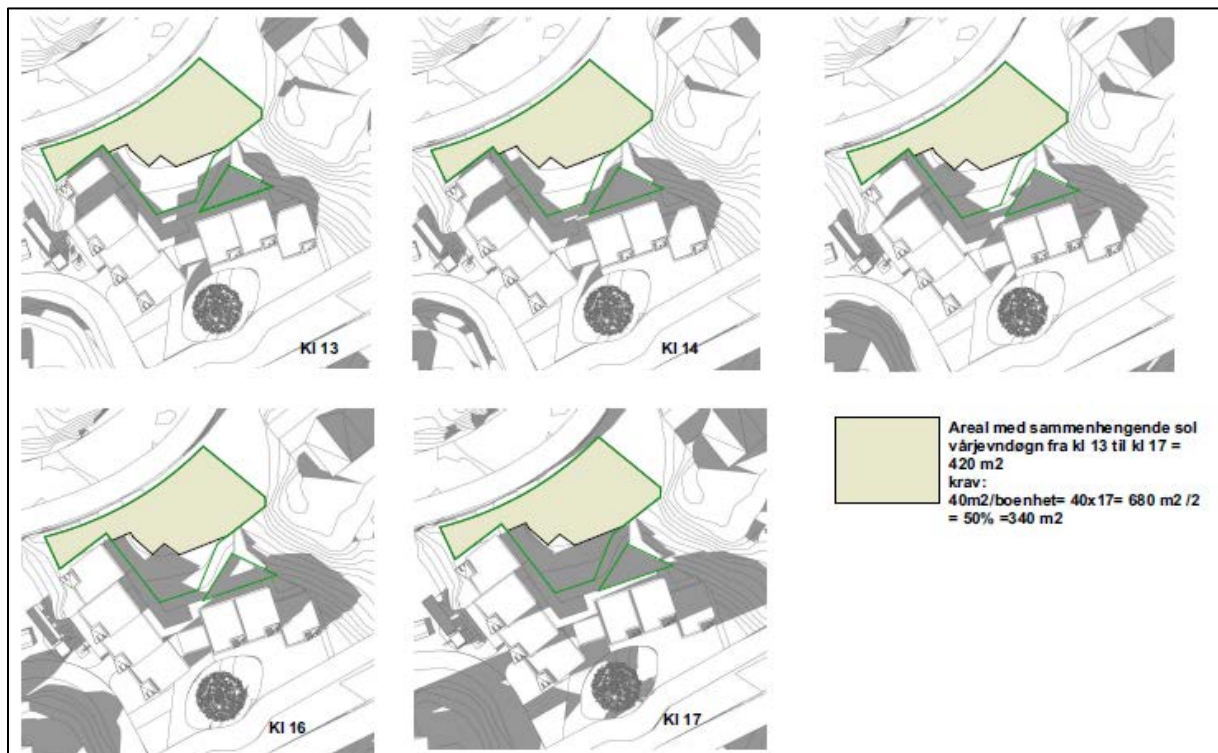 Kl 13
Kl 14
Kl 16
Kl 17
Areal med sammenhengende sol
vårjevndøgn fra kl 13 til kl 17 =
420 m2
krav:
40m2/boenhet= 40x17= 680 m2 /2
= 50% =340 m2